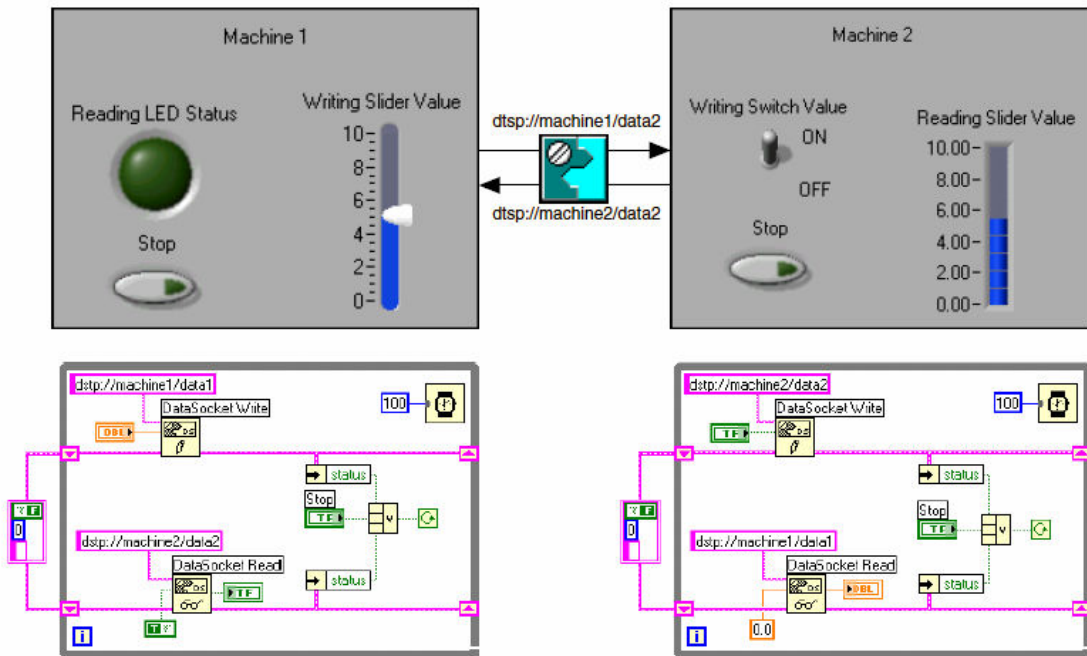 Machine 1
Reading LED Status
Writing Slider Value
10
8
6
4
2
0
Stop
dtsp://machine1/data2
dtsp://machine2/data2
Machine 2
Writing Switch Value
ON
OFF
Reading Slider Value
10.00
8.00
6.00
4.00
2.00
0.00
Stop
dstp://machine1/data1
DataSocket Write
DBL
DS
100
status
Stop
TF
0
dstp://machine2/data2
DataSocket Read
DS
TF
status
i
dstp://machine2/data2
DataSocket Write
TF
DS
100
status
Stop
TF
0
dstp://machine1/data1
DataSocket Read
DS
DBL
status
0.0
i